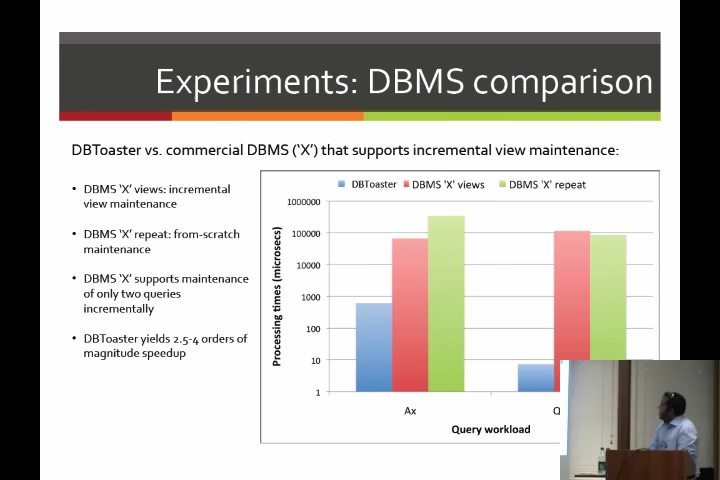 Experiments: DBMS comparison
DBToaster vs. commercial DBMS ('X') that supports incremental view maintenance:
• DBMS 'X' views: incremental
view maintenance
• DBMS 'X' repeat: from-scratch
maintenance
• DBMS 'X' supports maintenance
of only two queries
incrementally
• DBToaster yields 2.5-4 orders of
magnitude speedup
DBToaster DBMS 'X' views DBMS 'X' repeat
Processing times (microsecs)
1000000
100000
10000
1000
100
10
1
Ax
Query workload